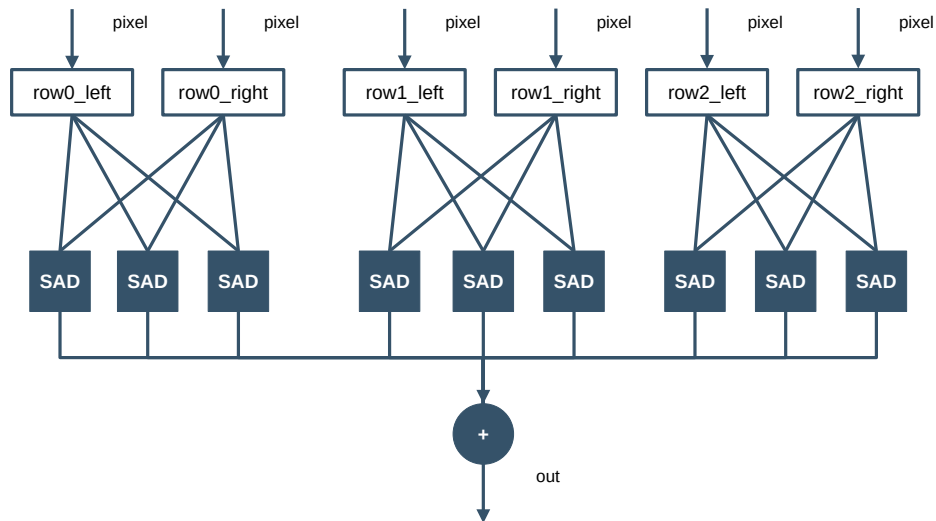 pixel pixel pixel pixel pixel pixel
row0_left row0_right row1_left row1_right row2_left row2_right
SAD SAD SAD SAD SAD SAD SAD SAD SAD
+
out